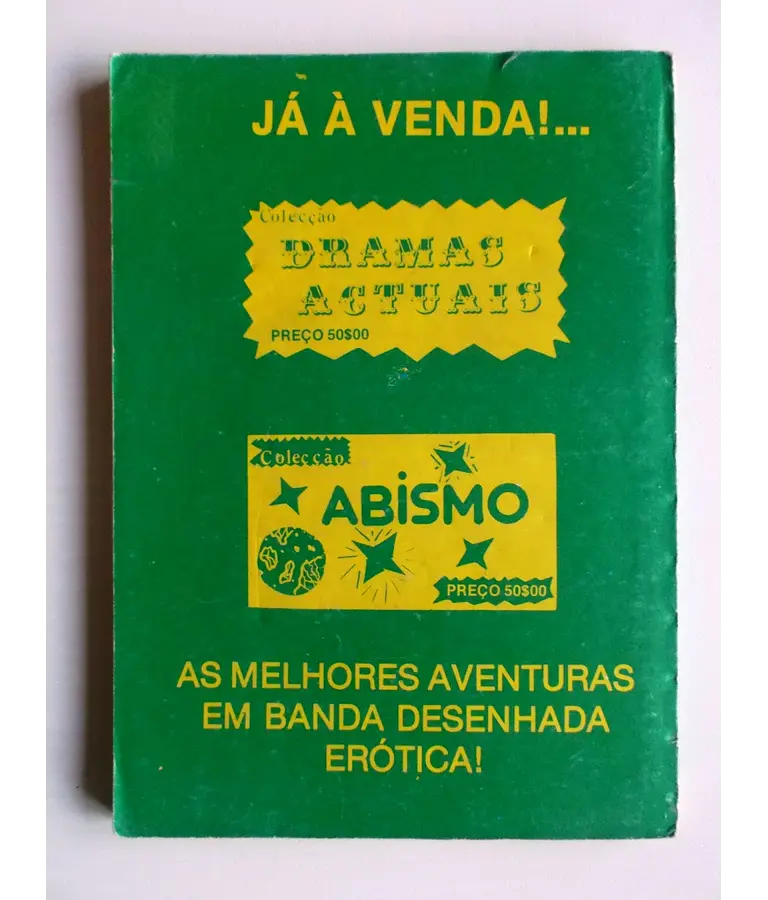 JÁ À VENDA!...
Colecção
DRAMAS
ACTUAIS
PREÇO 50$00
Colecção
ABISMO
PREÇO 50$00
AS MELHORES AVENTURAS
EM BANDA DESENHADA
ERÓTICA!